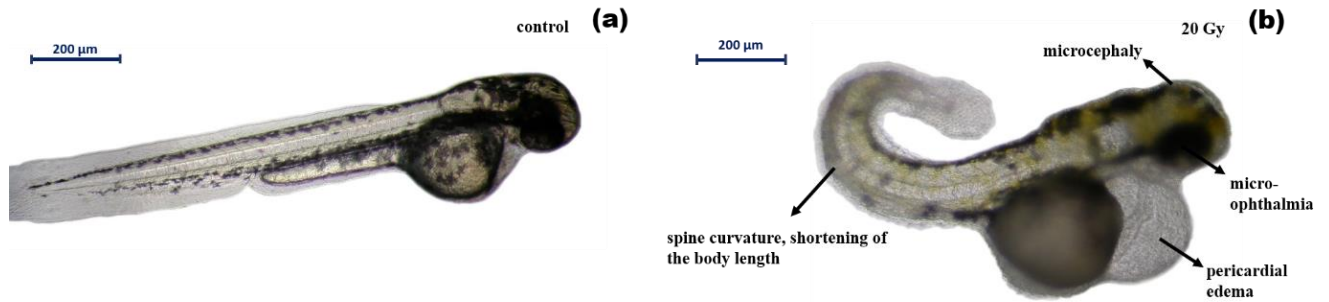 control
(a)
200 µm
20 Gy
(b)
200 µm
microcephaly
micro-
ophthalmia
spine curvature, shortening of
the body length
pericardial
edema